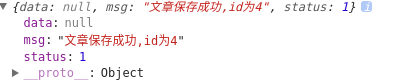 ▼ {data: null, msg: "文章保存成功,id为4", status: 1} i
data: null
msg: "文章保存成功,id为4"
status: 1
▶ __proto__: Object